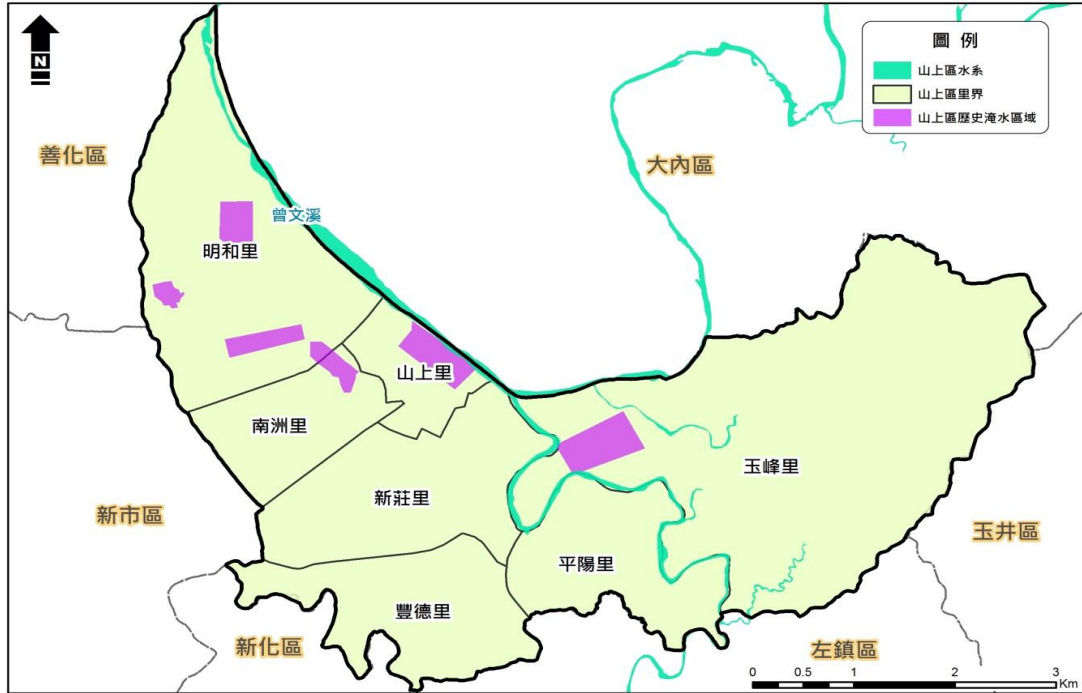 N
圖 例
山上區水系
山上區里界
山上區歷史淹水區域
善化區
大內區
曾文溪
明和里
山上里
南洲里
玉峰里
新莊里
新市區
玉井區
平陽里
豐德里
新化區
左鎮區
0 0.5 1 2 3
Km